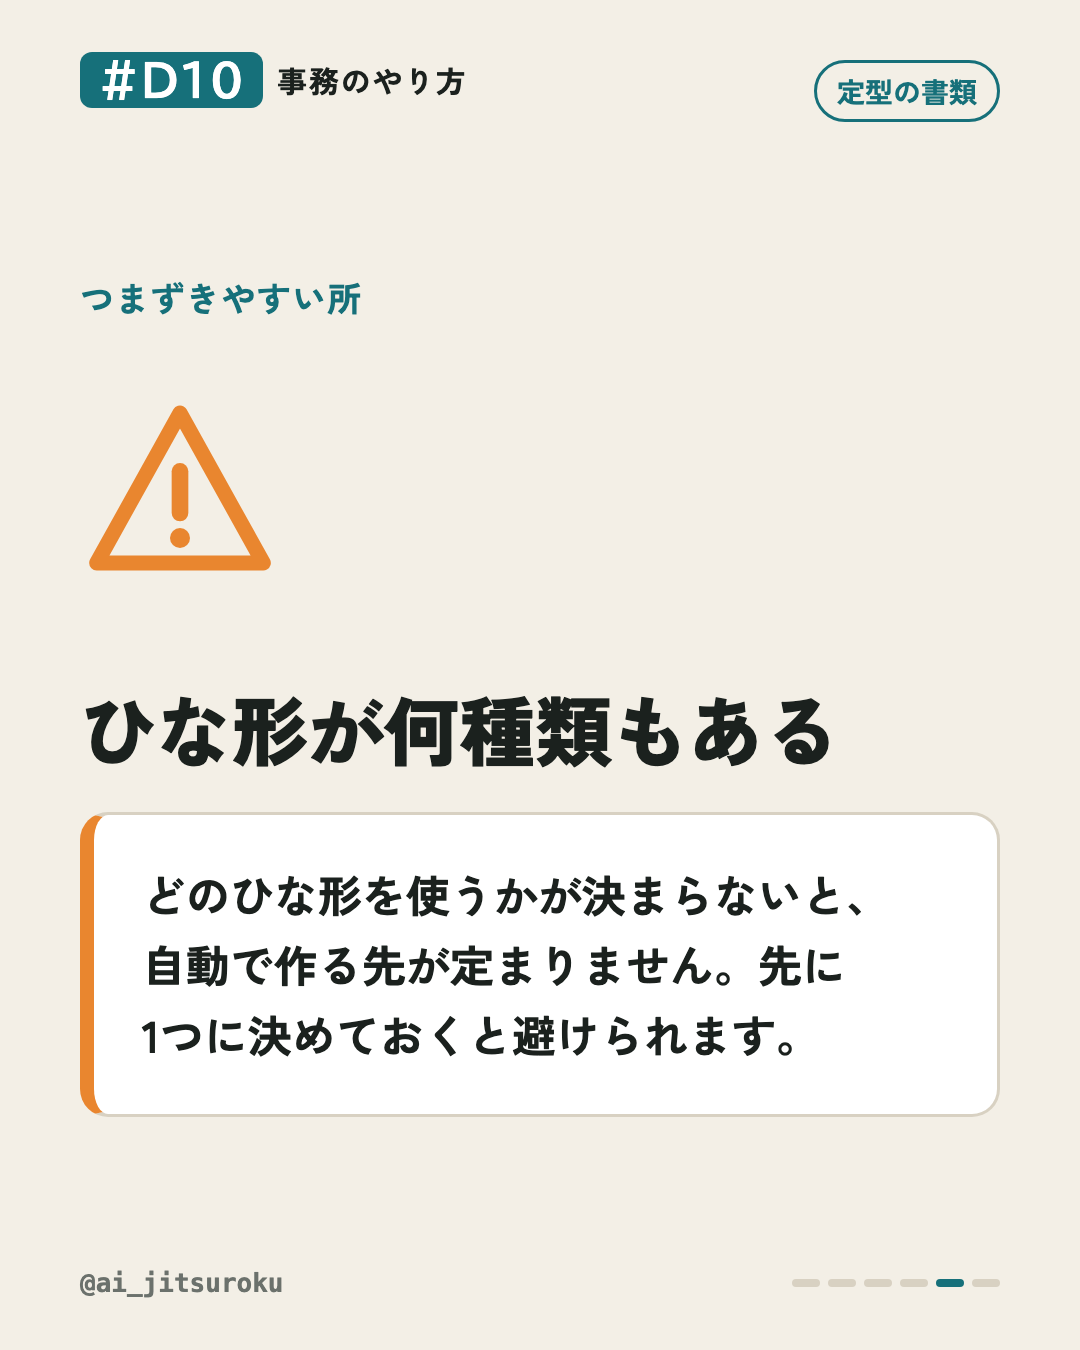 #D10 事務のやり方
定型の書類
つまずきやすい所
ひな形が何種類もある
どのひな形を使うかが決まらないと、
自動で作る先が定まりません。先に
1つに決めておくと避けられます。
@ai_jitsuroku